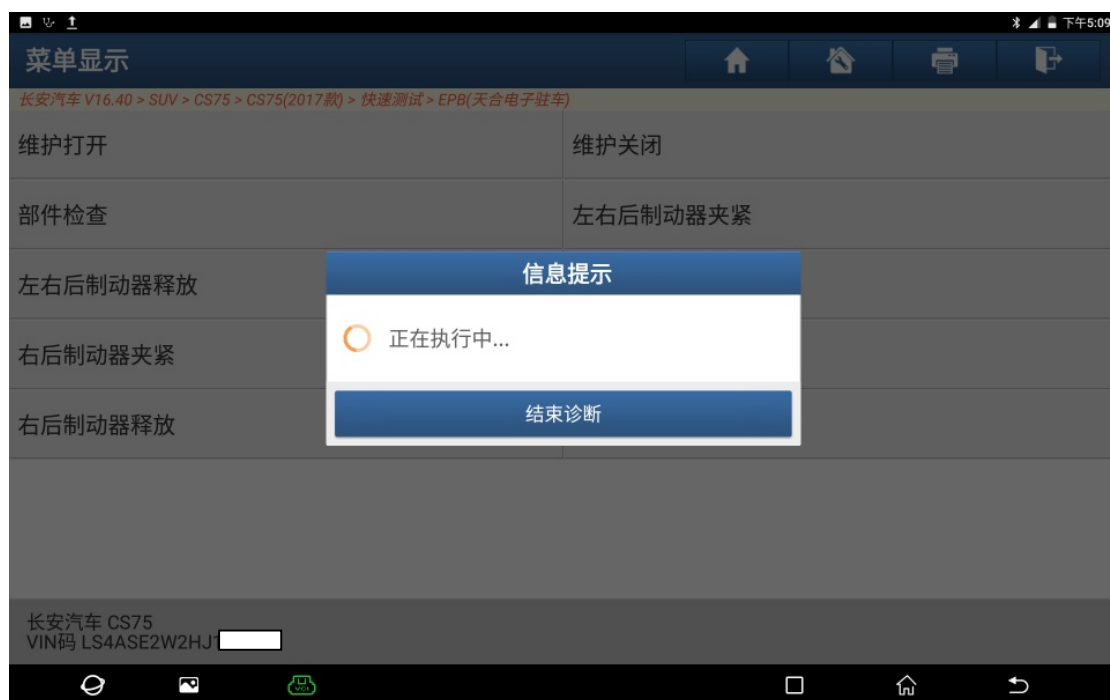 下午5:09
菜单显示
长安汽车 V16.40 > SUV > CS75 > CS75(2017款) > 快速测试 > EPB(天合电子驻车)
维护打开
维护关闭
部件检查
左右后制动器夹紧
左右后制动器释放
信息提示
正在执行中...
右后制动器夹紧
结束诊断
右后制动器释放
长安汽车 CS75
VIN码 LS4ASE2W2HJ1
VCI